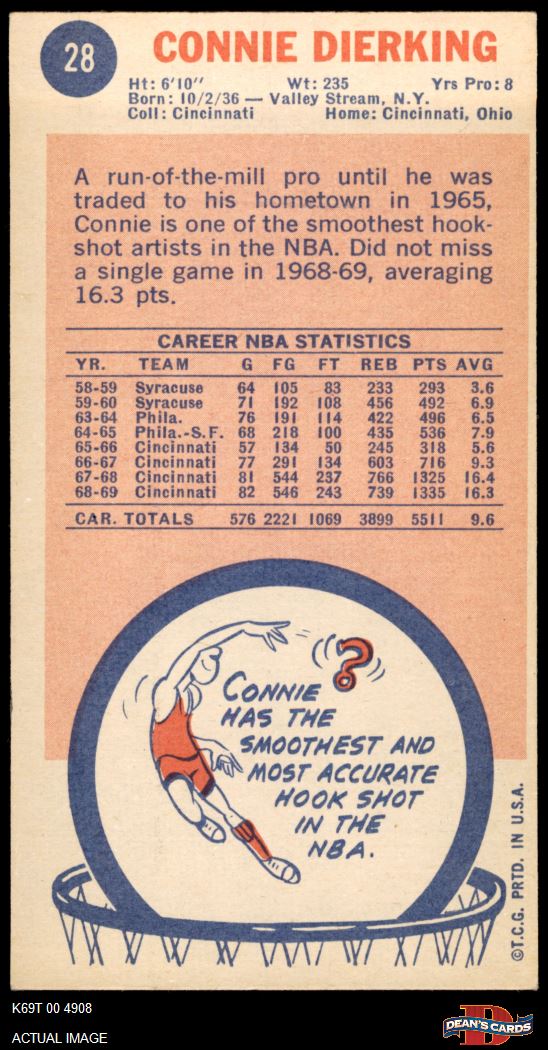 28
CONNIE DIERKING
Ht: 6'10" Wt: 235 Yrs Pro: 8
Born: 10/2/36 — Valley Stream, N.Y.
Coll: Cincinnati Home: Cincinnati, Ohio
A run-of-the-mill pro until he was
traded to his hometown in 1965,
Connie is one of the smoothest hook-
shot artists in the NBA. Did not miss
a single game in 1968-69, averaging
16.3 pts.
CAREER NBA STATISTICS
YR. TEAM G FG FT REB PTS AVG
58-59 Syracuse 64 105 83 233 293 3.6
59-60 Syracuse 71 192 108 456 492 6.9
63-64 Phila. 76 191 114 422 496 6.5
64-65 Phila.-S.F. 68 218 100 435 536 7.9
65-66 Cincinnati 57 134 50 245 318 5.6
66-67 Cincinnati 77 291 134 603 716 9.3
67-68 Cincinnati 81 544 237 766 1325 16.4
68-69 Cincinnati 82 546 243 739 1335 16.3
CAR. TOTALS 576 2221 1069 3899 5511 9.6
?
CONNIE
HAS THE
SMOOTHEST AND
MOST ACCURATE
HOOK SHOT
IN THE
NBA.
©T.C.G. PRTD. IN U.S.A.
K69T 00 4908
ACTUAL IMAGE
D
DEAN'S CARDS